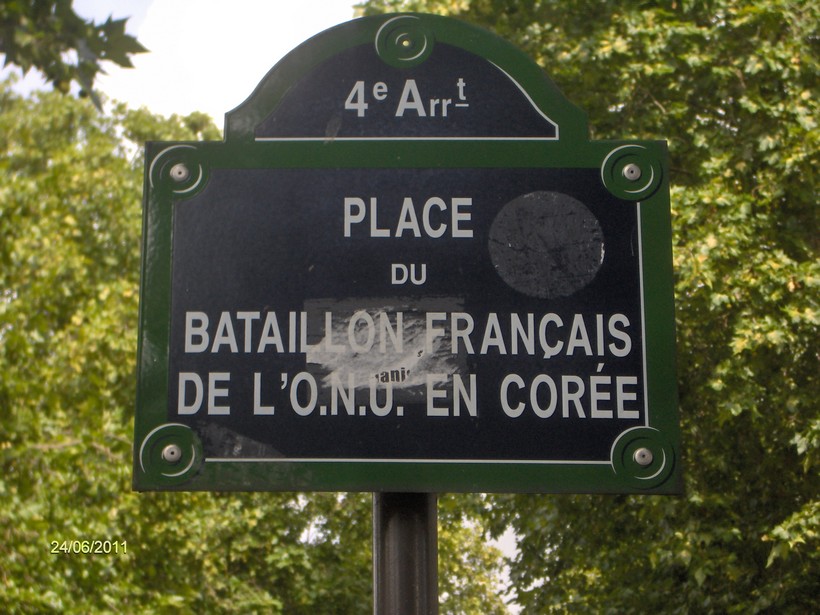 4e Arrt
PLACE
DU
BATAILLON FRANÇAIS
DE L'O.N.U. EN CORÉE
24/06/2011